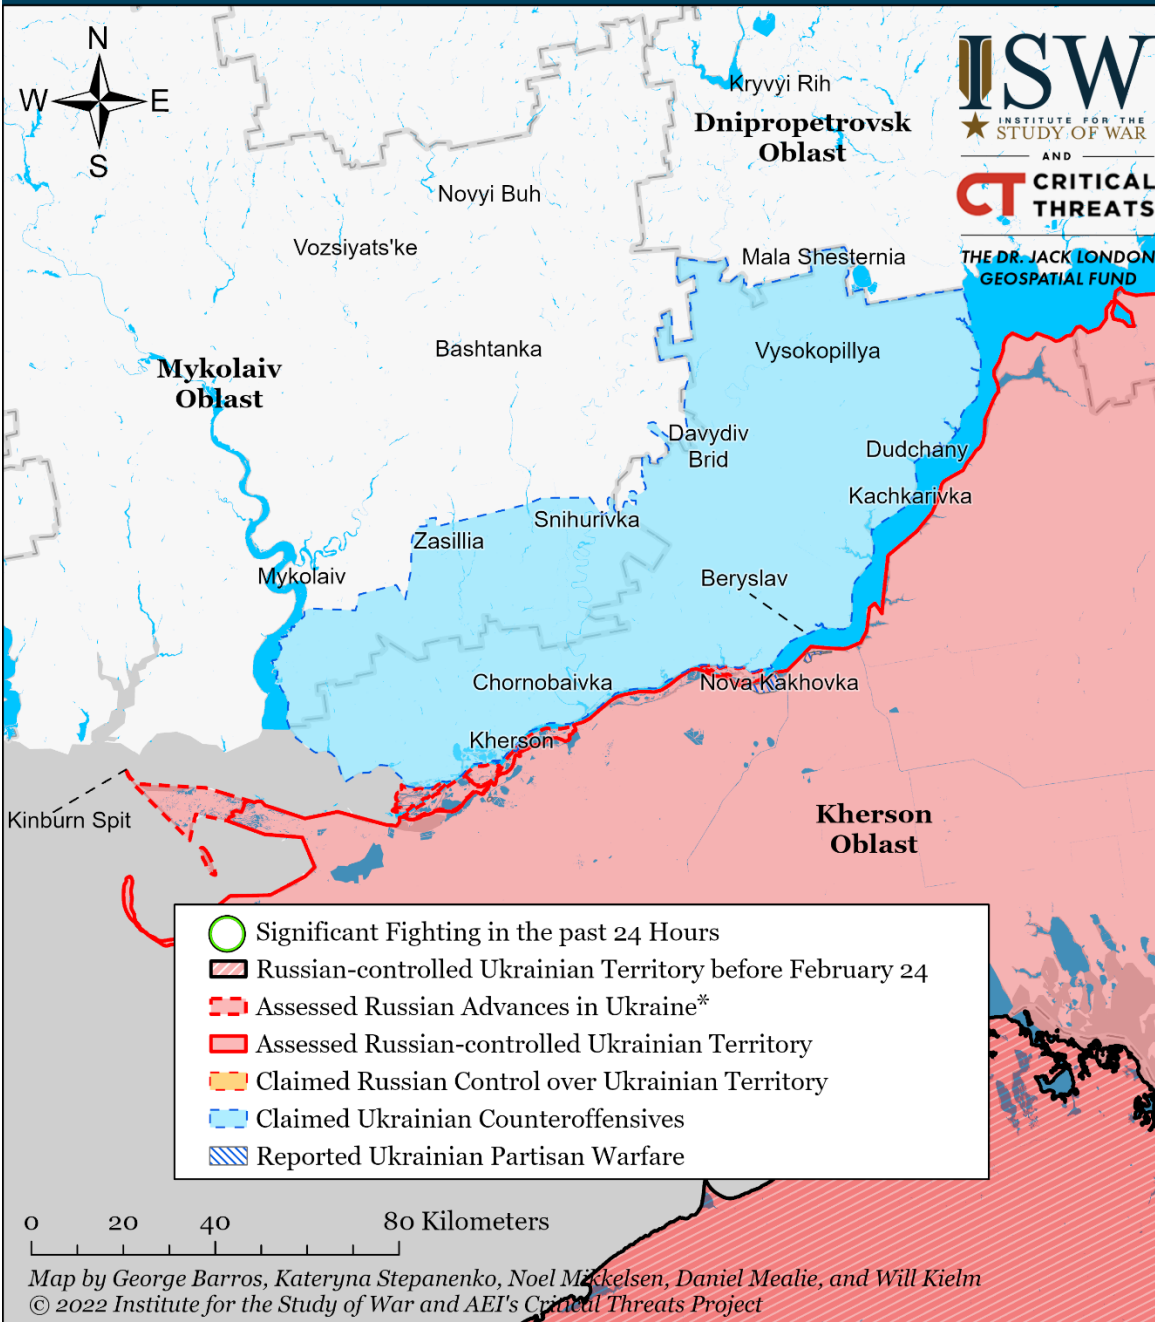 N
W
E
S
ISW
INSTITUTE FOR THE
STUDY OF WAR
AND
CT CRITICAL
THREATS
THE DR. JACK LONDON
GEOSPATIAL FUND
Kryvyi Rih
Dnipropetrovsk
Oblast
Novyi Buh
Vozsiyats'ke
Mala Shesternia
Bashtanka
Vysokopillya
Mykolaiv
Oblast
Davydiv
Brid
Dudchany
Kachkarivka
Snihurivka
Zasillia
Mykolaiv
Beryslav
Chornobaivka
Nova Kakhovka
Kherson
Kinburn Spit
Kherson
Oblast
Significant Fighting in the past 24 Hours
Russian-controlled Ukrainian Territory before February 24
Assessed Russian Advances in Ukraine*
Assessed Russian-controlled Ukrainian Territory
Claimed Russian Control over Ukrainian Territory
Claimed Ukrainian Counteroffensives
Reported Ukrainian Partisan Warfare
0 20 40 80 Kilometers
Map by George Barros, Kateryna Stepanenko, Noel Mikkelsen, Daniel Mealie, and Will Kielm
© 2022 Institute for the Study of War and AEI's Critical Threats Project